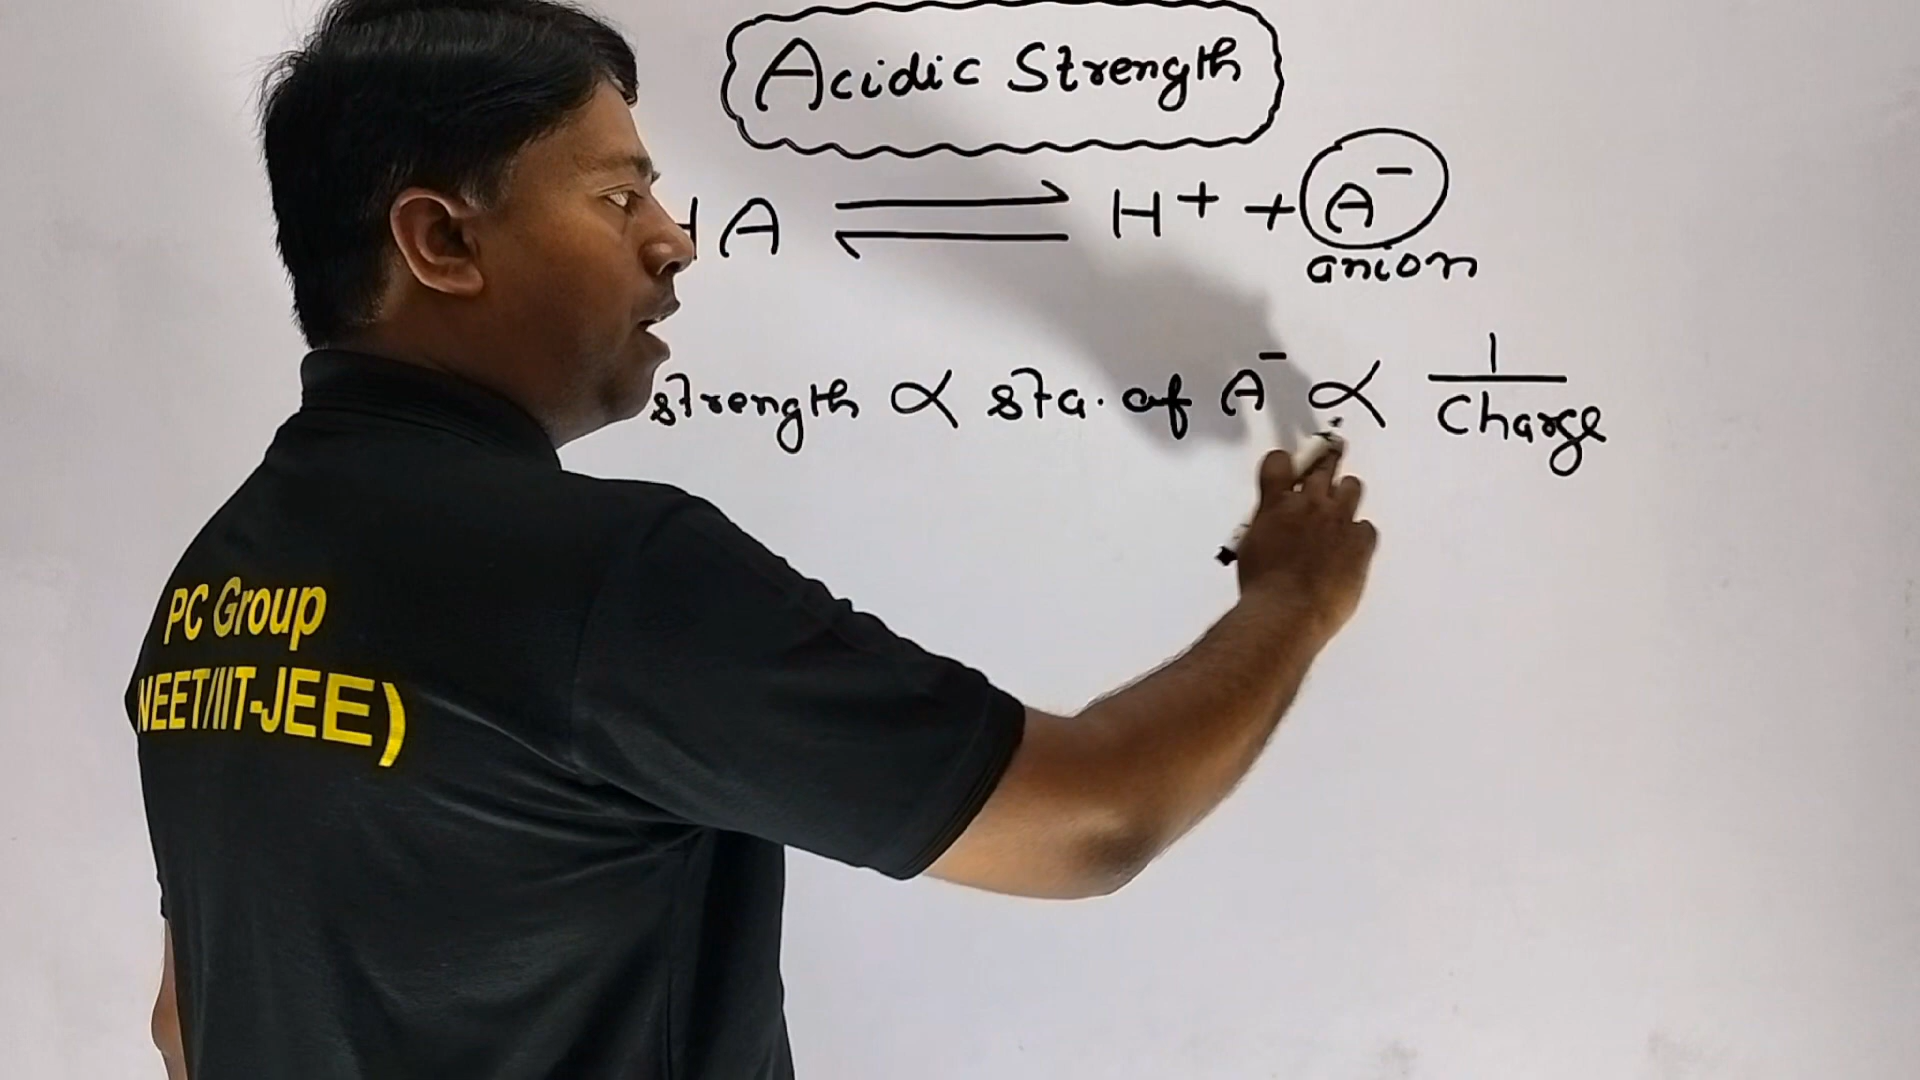 Acidic Strength
HA ⇌ H+ + A-
anion
strength ∝ sta. of A- ∝ 1/Charge
PC Group
NEET/IIT-JEE)